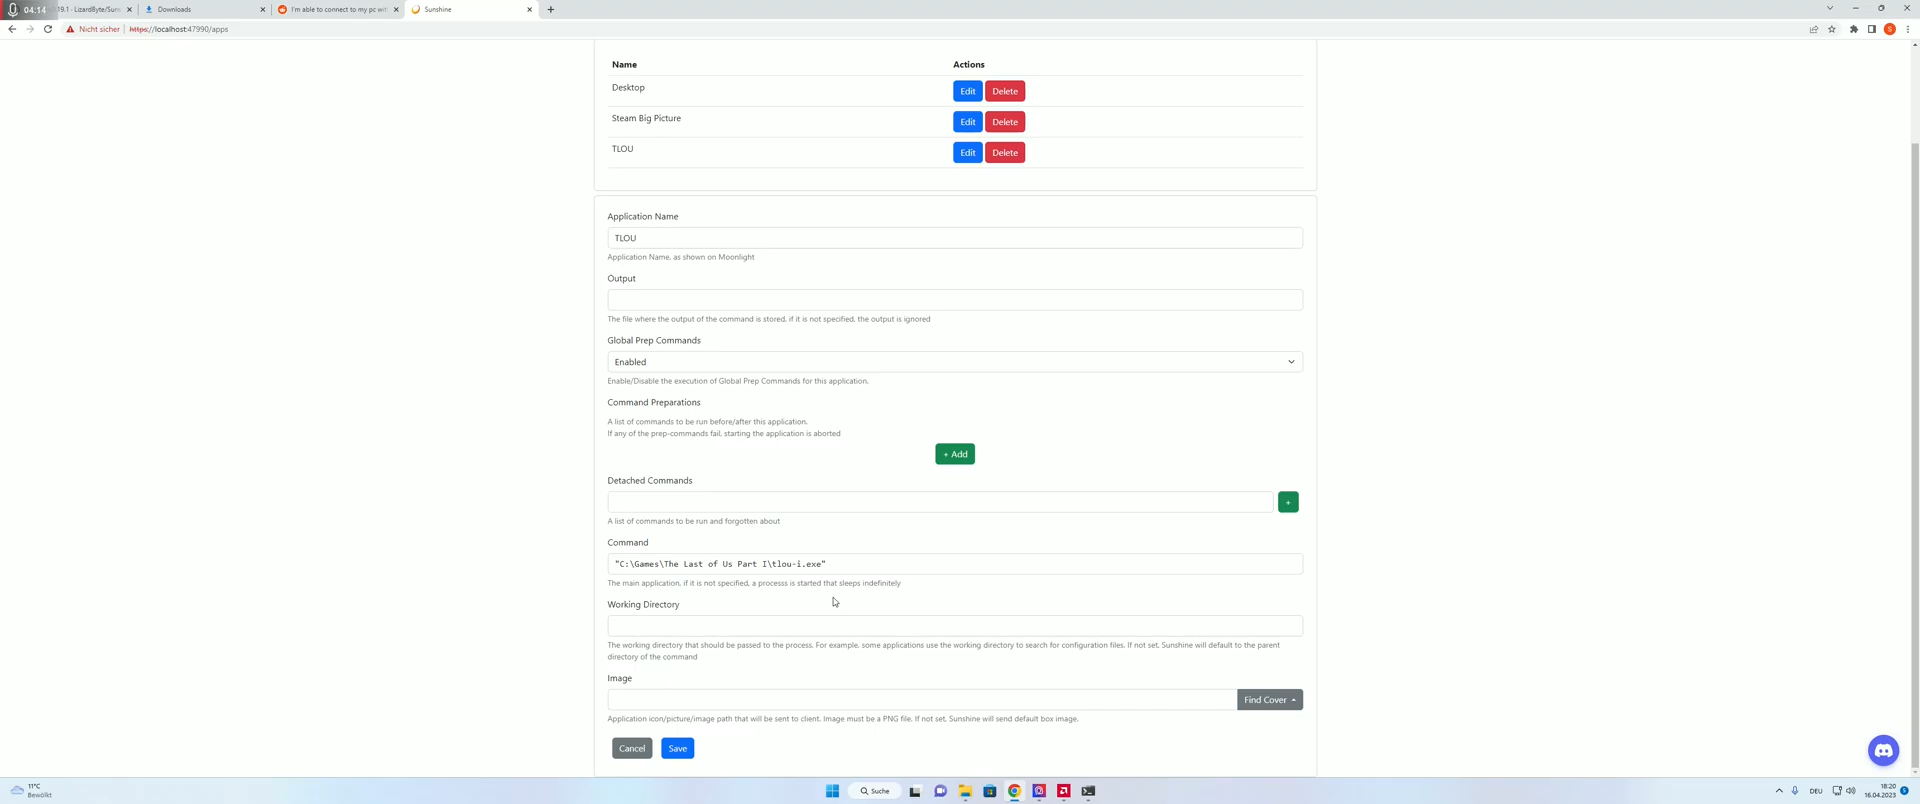 04:14
19.1 - LizardByte/Suns
Downloads
I'm able to connect to my pc wit
Sunshine
Nicht sicher
https://localhost:47990/apps
S
Name
Actions
Desktop
Edit
Delete
Steam Big Picture
Edit
Delete
TLOU
Edit
Delete
Application Name
TLOU
Application Name, as shown on Moonlight
Output
The file where the output of the command is stored, if it is not specified, the output is ignored
Global Prep Commands
Enabled
Enable/Disable the execution of Global Prep Commands for this application.
Command Preparations
A list of commands to be run before/after this application.
If any of the prep-commands fail, starting the application is aborted
+ Add
Detached Commands
+
A list of commands to be run and forgotten about
Command
"C:\Games\The Last of Us Part I\tlou-i.exe"
The main application, if it is not specified, a processs is started that sleeps indefinitely
Working Directory
The working directory that should be passed to the process. For example, some applications use the working directory to search for configuration files. If not set, Sunshine will default to the parent
directory of the command
Image
Find Cover
Application icon/picture/image path that will be sent to client. Image must be a PNG file. If not set, Sunshine will send default box image.
Cancel
Save
11°C
Bewölkt
Suche
DEU
18:20
16.04.2023